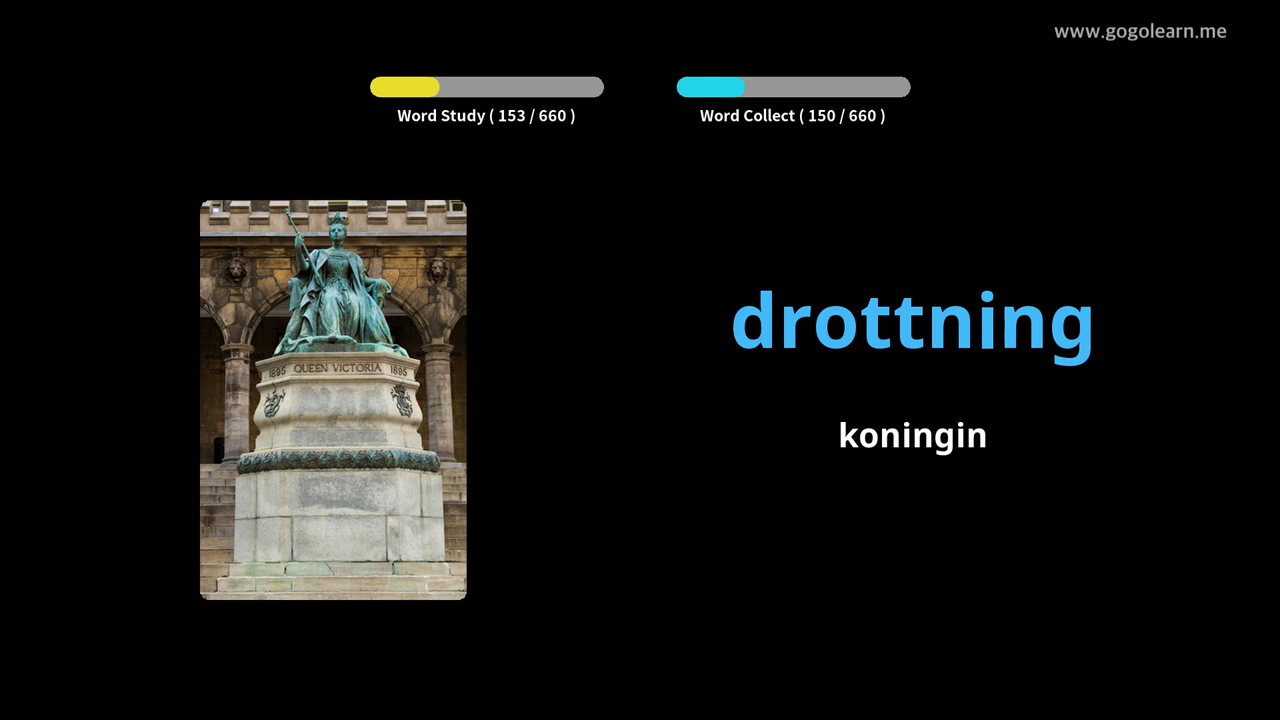 www.gogolearn.me
Word Study ( 153 / 660 )
Word Collect ( 150 / 660 )
drottning
koningin
1895 QUEEN VICTORIA 1895